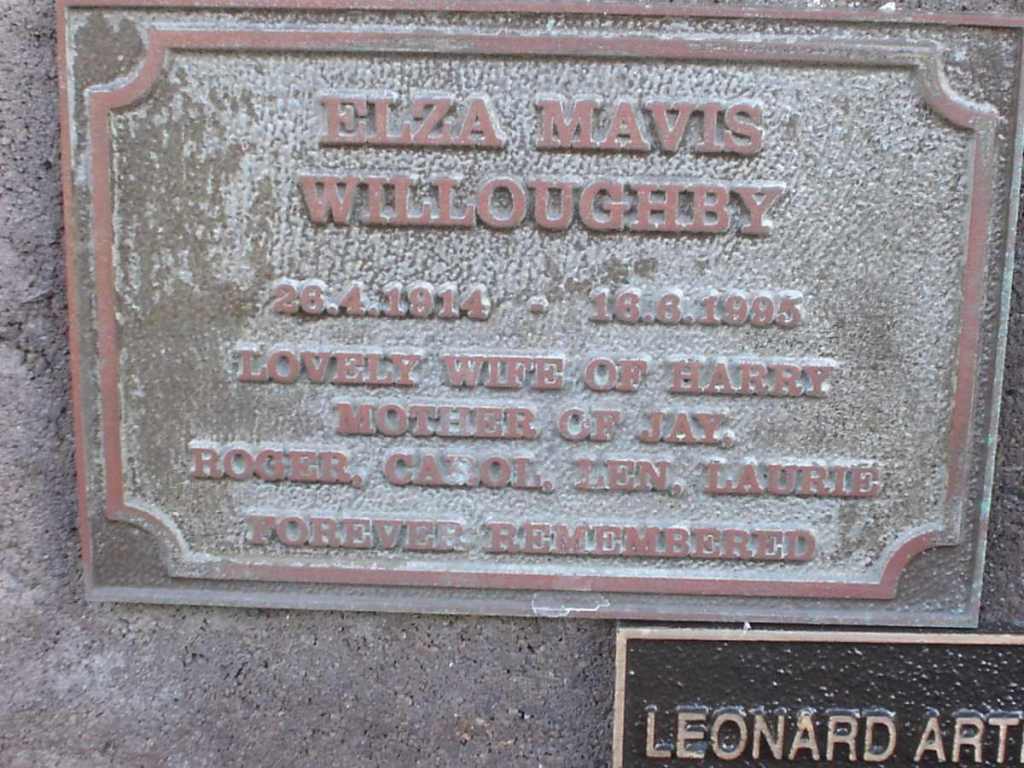 ELZA MAVIS
WILLOUGHBY
26.4.1914 - 16.6.1995
LOVELY WIFE OF HARRY
MOTHER OF JAY,
ROGER, CAROL, LEN, LAURIE
FOREVER REMEMBERED
LEONARD ART